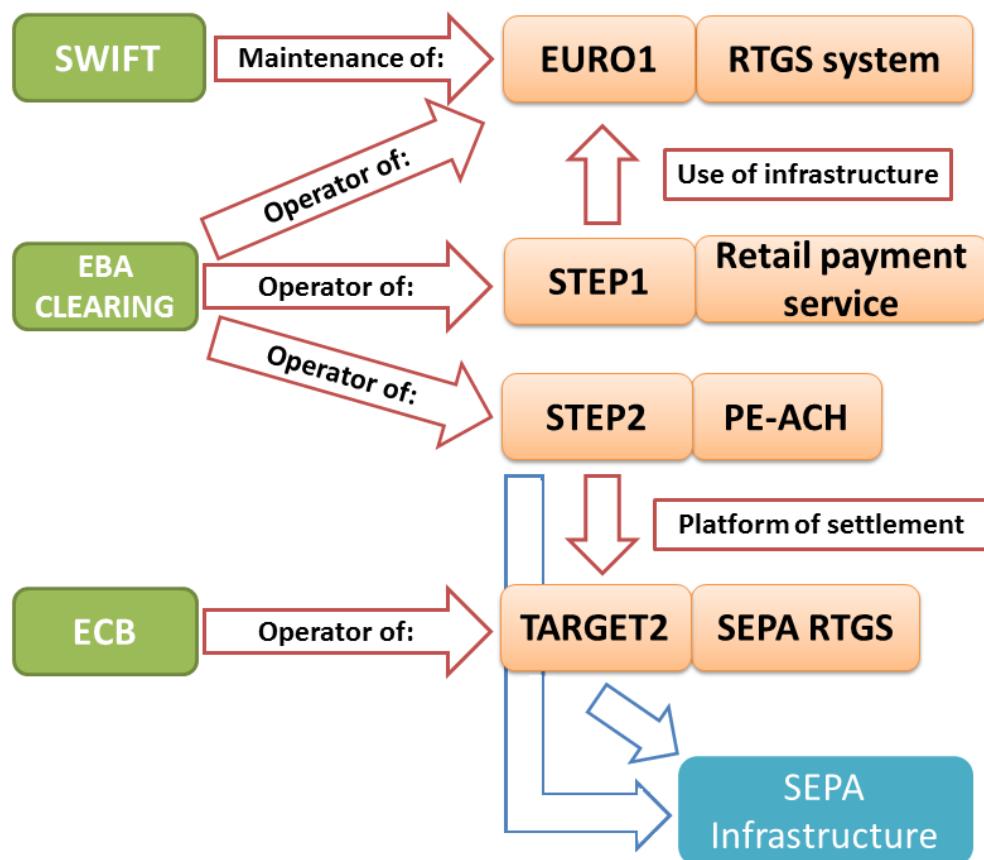 SWIFT
Maintenance of:
EURO1
RTGS system
Operator of:
Use of infrastructure
EBA
CLEARING
Operator of:
STEP1
Retail payment
service
Operator of:
STEP2
PE-ACH
Platform of settlement
ECB
Operator of:
TARGET2
SEPA RTGS
SEPA
Infrastructure